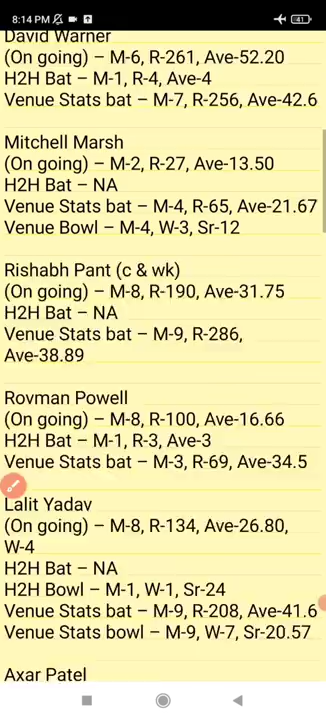 8:14 PM
41
David Warner
(On going) – M-6, R-261, Ave-52.20
H2H Bat – M-1, R-4, Ave-4
Venue Stats bat – M-7, R-256, Ave-42.6
Mitchell Marsh
(On going) – M-2, R-27, Ave-13.50
H2H Bat – NA
Venue Stats bat – M-4, R-65, Ave-21.67
Venue Bowl – M-4, W-3, Sr-12
Rishabh Pant (c & wk)
(On going) – M-8, R-190, Ave-31.75
H2H Bat – NA
Venue Stats bat – M-9, R-286,
Ave-38.89
Rovman Powell
(On going) – M-8, R-100, Ave-16.66
H2H Bat – M-1, R-3, Ave-3
Venue Stats bat – M-3, R-69, Ave-34.5
Lalit Yadav
(On going) – M-8, R-134, Ave-26.80,
W-4
H2H Bat – NA
H2H Bowl – M-1, W-1, Sr-24
Venue Stats bat – M-9, R-208, Ave-41.6
Venue Stats bowl – M-9, W-7, Sr-20.57
Axar Patel